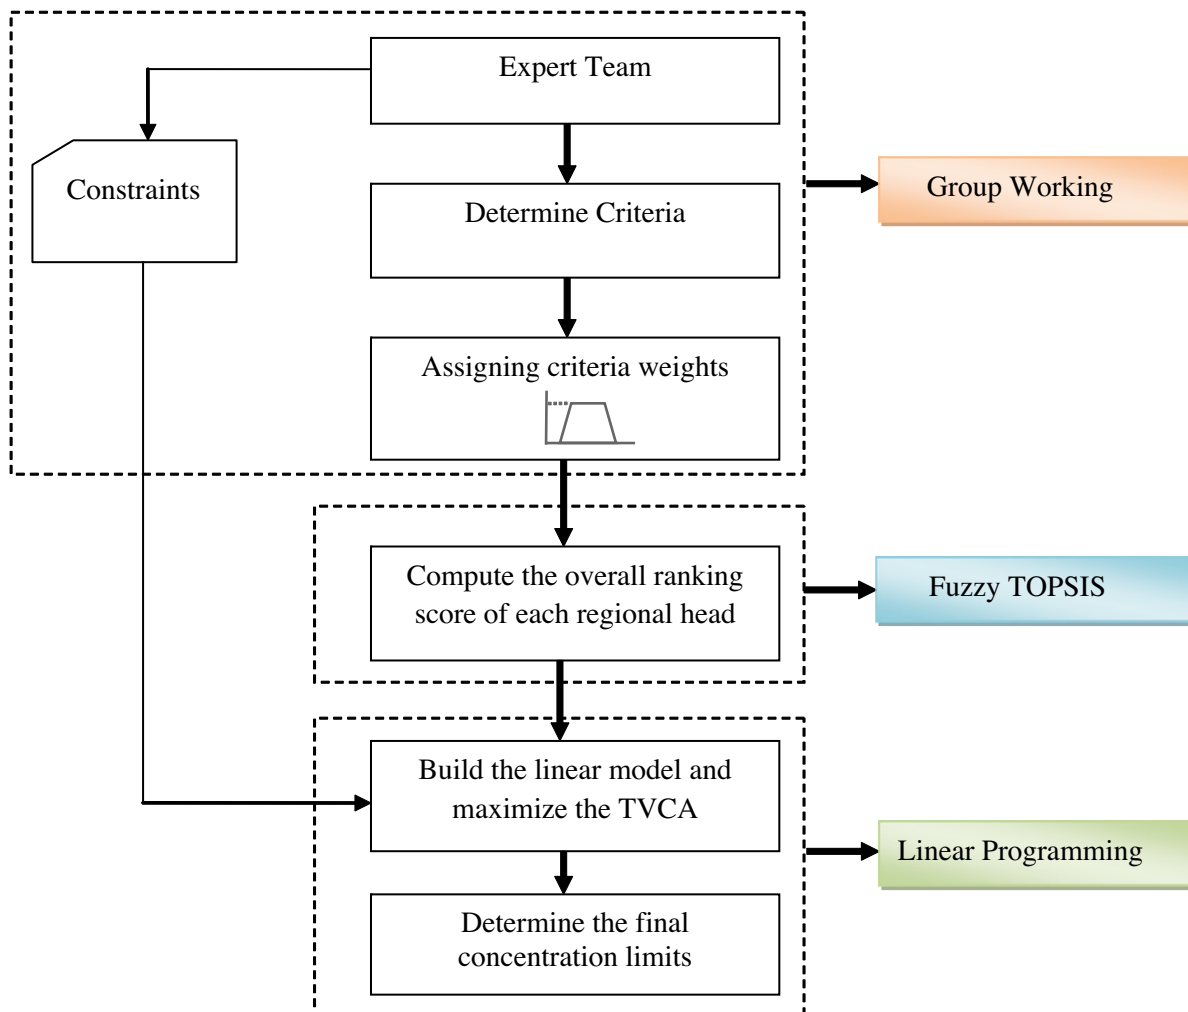 Expert Team
Constraints
Determine Criteria
Group Working
Assigning criteria weights
Compute the overall ranking
score of each regional head
Fuzzy TOPSIS
Build the linear model and
maximize the TVCA
Linear Programming
Determine the final
concentration limits